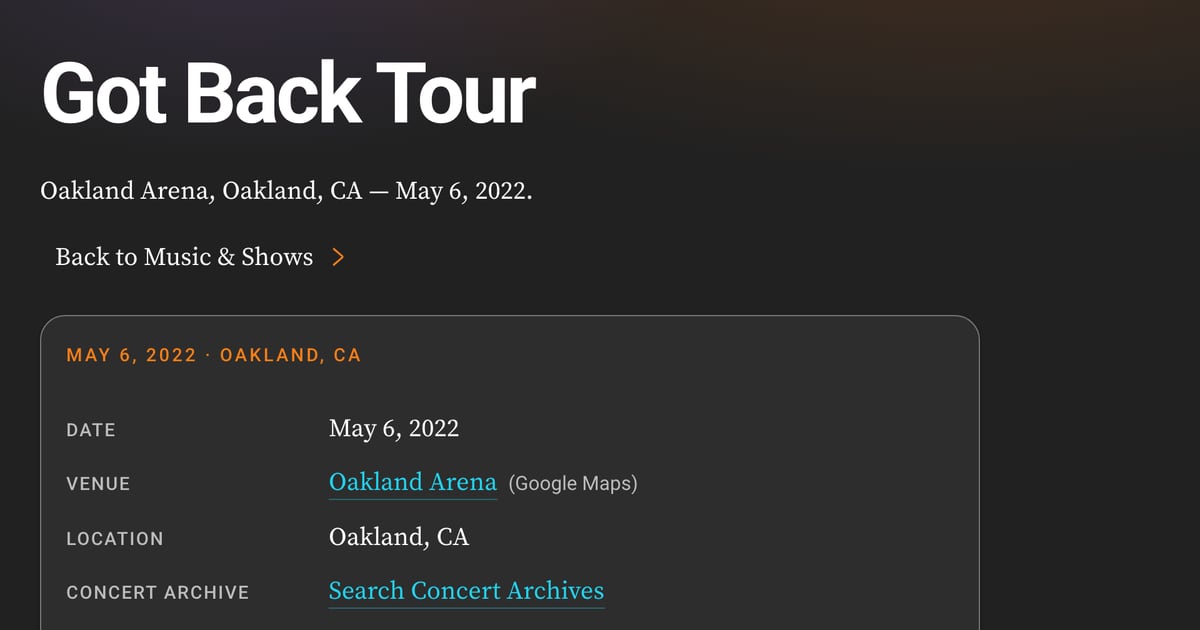 Got Back Tour
Oakland Arena, Oakland, CA — May 6, 2022.
Back to Music & Shows
MAY 6, 2022 · OAKLAND, CA
DATE May 6, 2022
VENUE Oakland Arena (Google Maps)
LOCATION Oakland, CA
CONCERT ARCHIVE Search Concert Archives